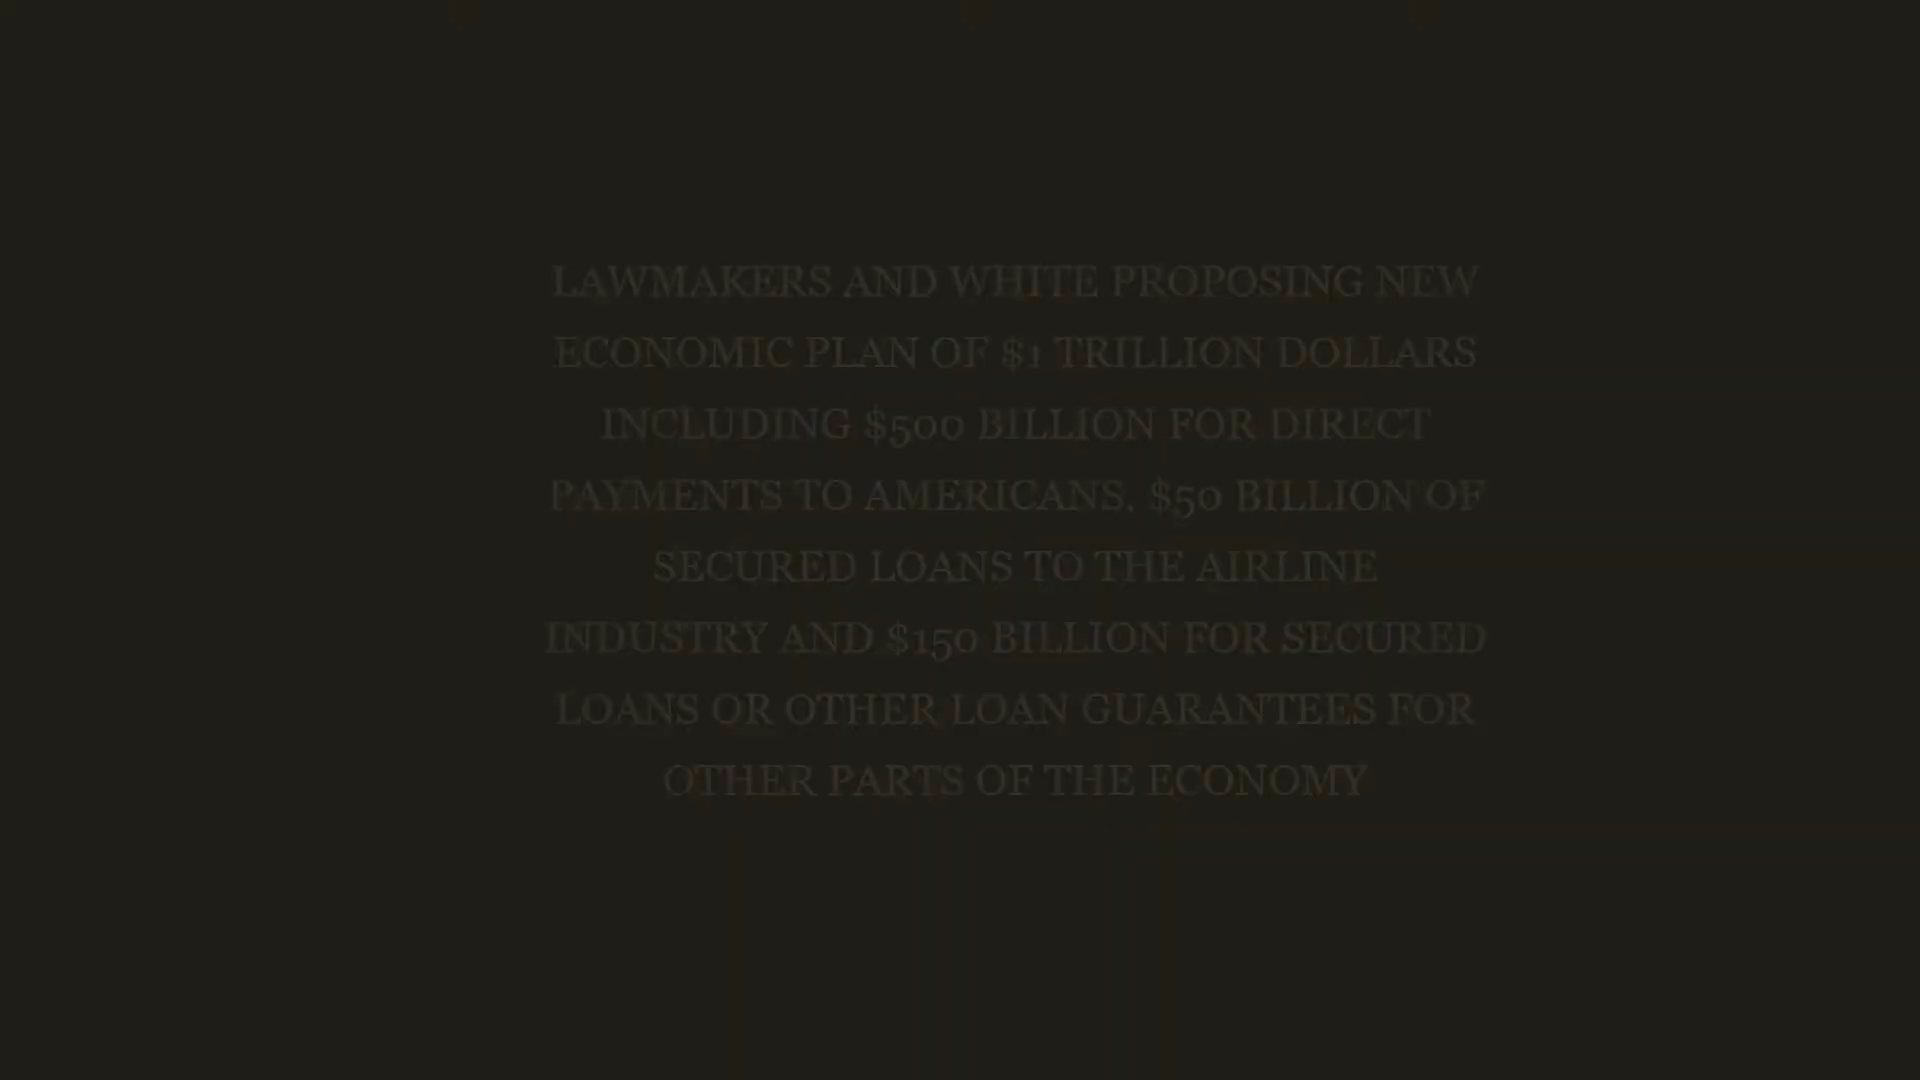 LAWMAKERS AND WHITE PROPOSING NEW
ECONOMIC PLAN OF $1 TRILLION DOLLARS
INCLUDING $500 BILLION FOR DIRECT
PAYMENTS TO AMERICANS, $50 BILLION OF
SECURED LOANS TO THE AIRLINE
INDUSTRY AND $150 BILLION FOR SECURED
LOANS OR OTHER LOAN GUARANTEES FOR
OTHER PARTS OF THE ECONOMY